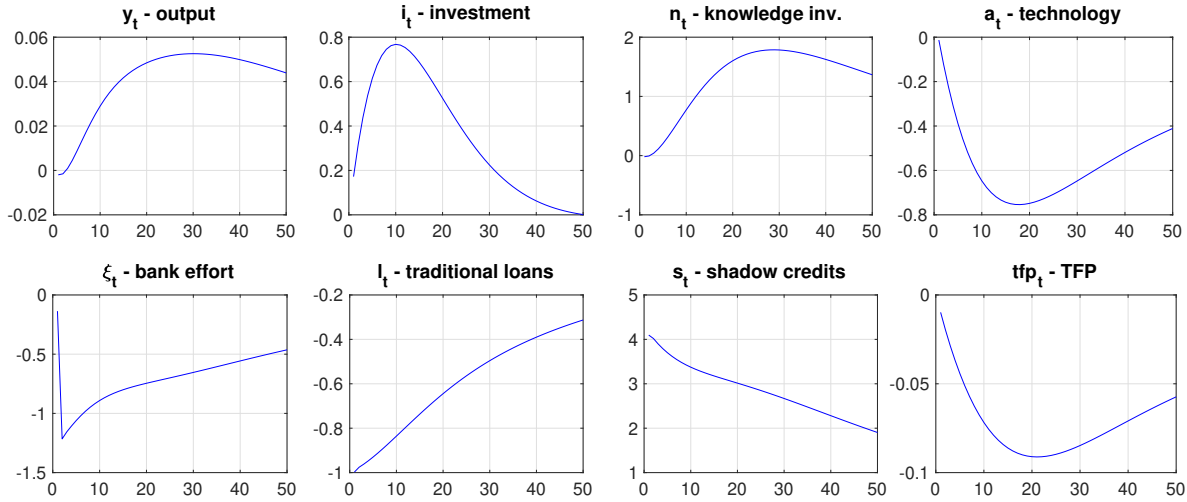 y_t - output
i_t - investment
n_t - knowledge inv.
a_t - technology
0.06
0.04
0.02
0
-0.02
0 10 20 30 40 50
0.8
0.6
0.4
0.2
0
0 10 20 30 40 50
2
1
0
-1
0 10 20 30 40 50
0
-0.2
-0.4
-0.6
-0.8
0 10 20 30 40 50
ξ_t - bank effort
l_t - traditional loans
s_t - shadow credits
tfp_t - TFP
0
-0.5
-1
-1.5
0 10 20 30 40 50
-0.2
-0.4
-0.6
-0.8
-1
0 10 20 30 40 50
5
4
3
2
1
0 10 20 30 40 50
0
-0.05
-0.1
0 10 20 30 40 50